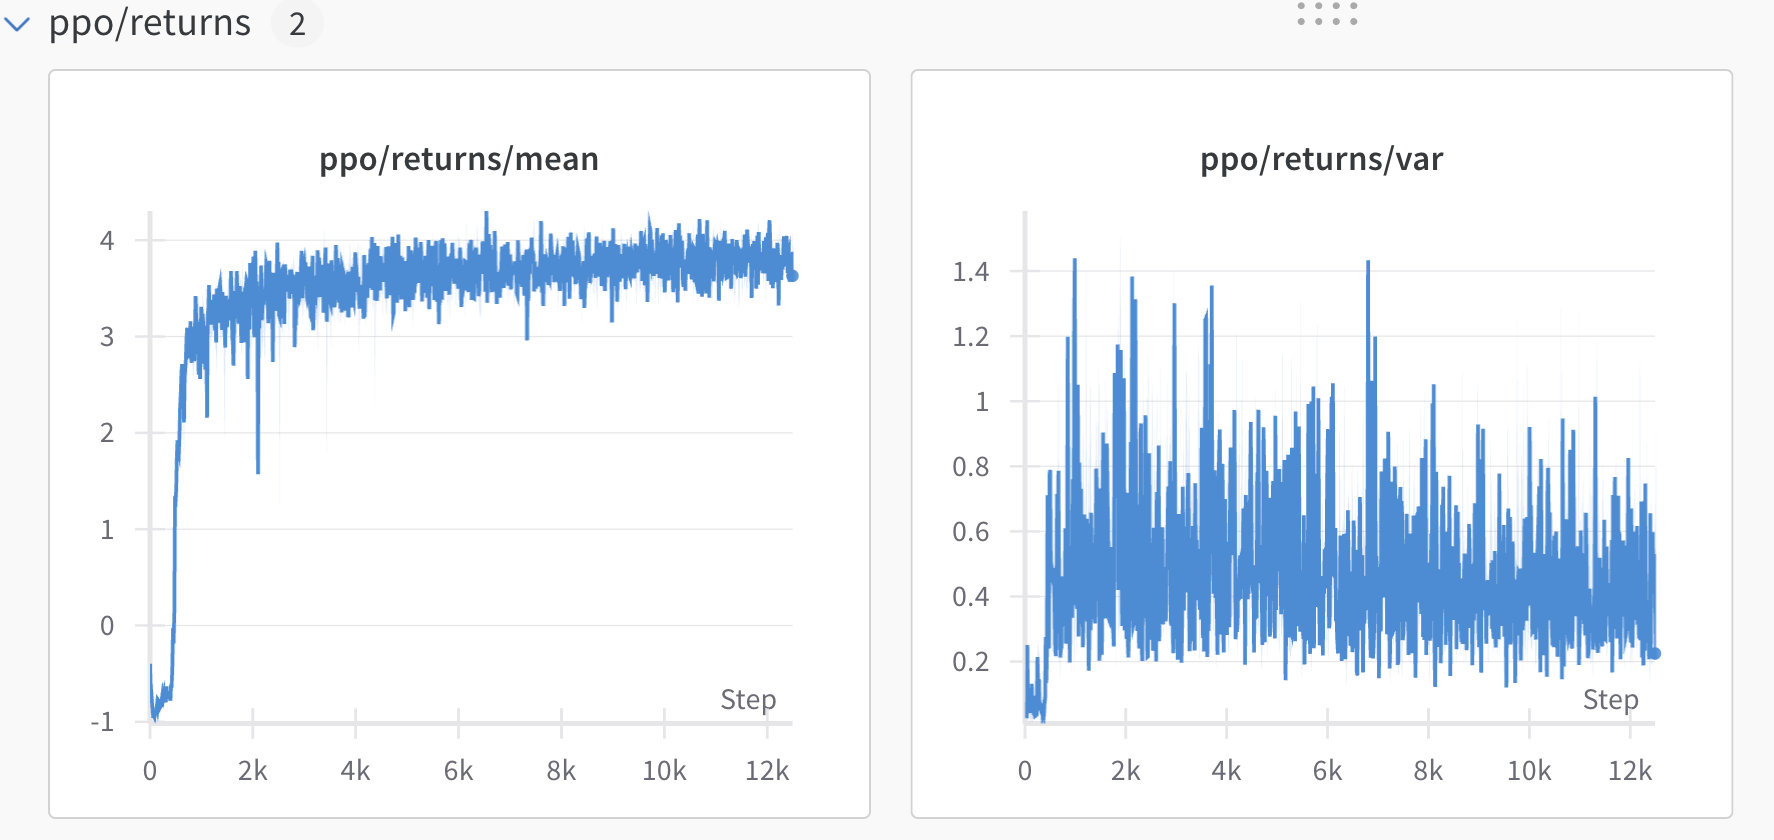 ppo/returns 2
ppo/returns/mean
4
3
2
1
0
-1
Step
0 2k 4k 6k 8k 10k 12k
ppo/returns/var
1.4
1.2
1
0.8
0.6
0.4
0.2
Step
0 2k 4k 6k 8k 10k 12k